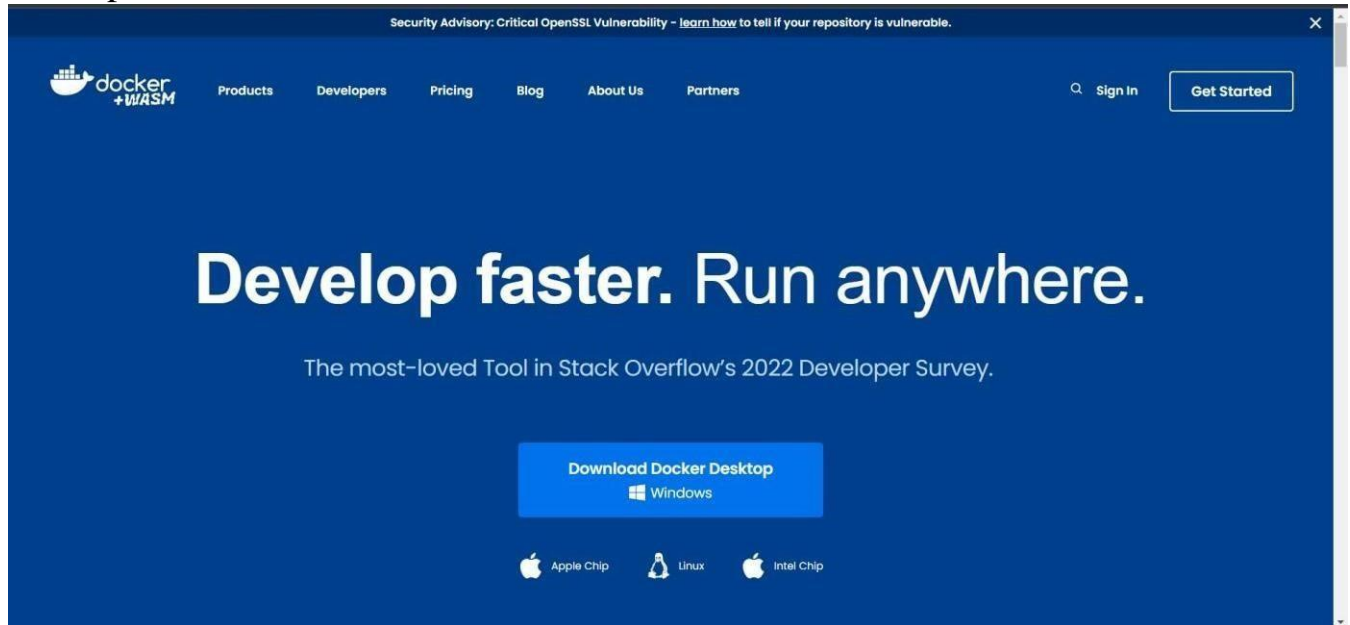 Security Advisory: Critical OpenSSL Vulnerability - learn how to tell if your repository is vulnerable.
docker
+WASM
Products Developers Pricing Blog About Us Partners Sign In Get Started
Develop faster. Run anywhere.
The most-loved Tool in Stack Overflow's 2022 Developer Survey.
Download Docker Desktop
Windows
Apple Chip Linux Intel Chip